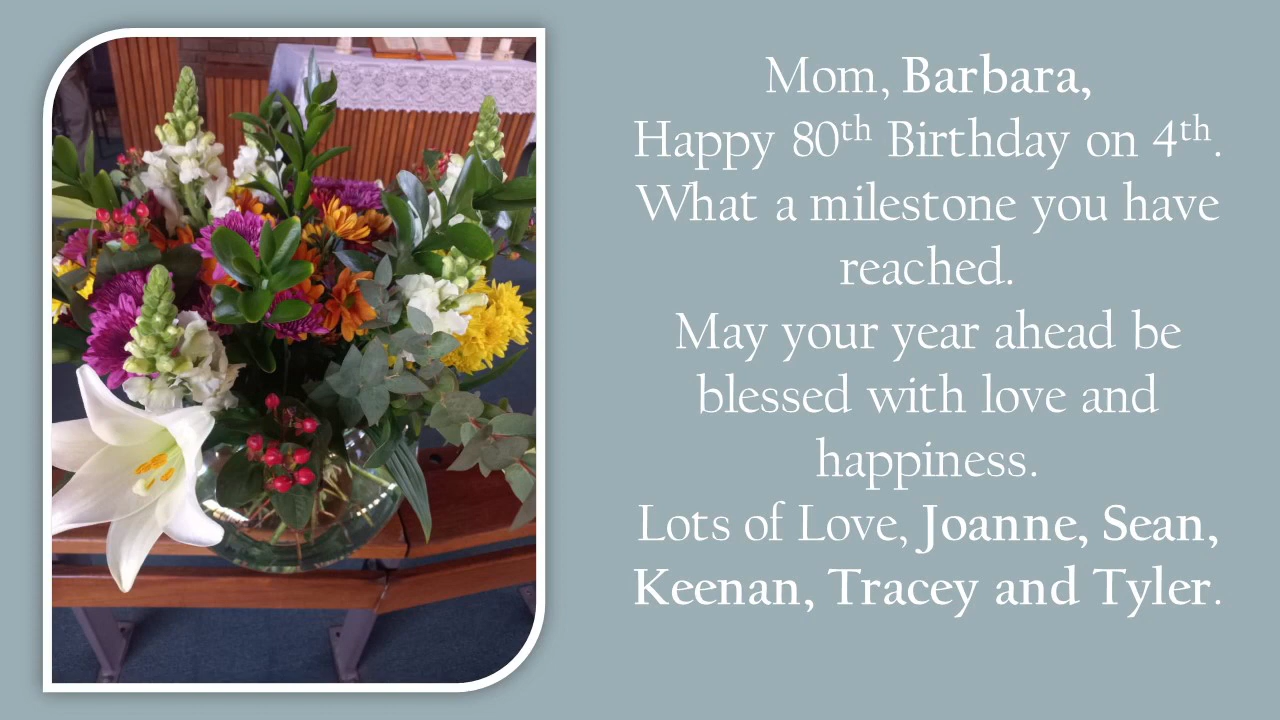 Mom, Barbara,
Happy 80th Birthday on 4th.
What a milestone you have
reached.
May your year ahead be
blessed with love and
happiness.
Lots of Love, Joanne, Sean,
Keenan, Tracey and Tyler.